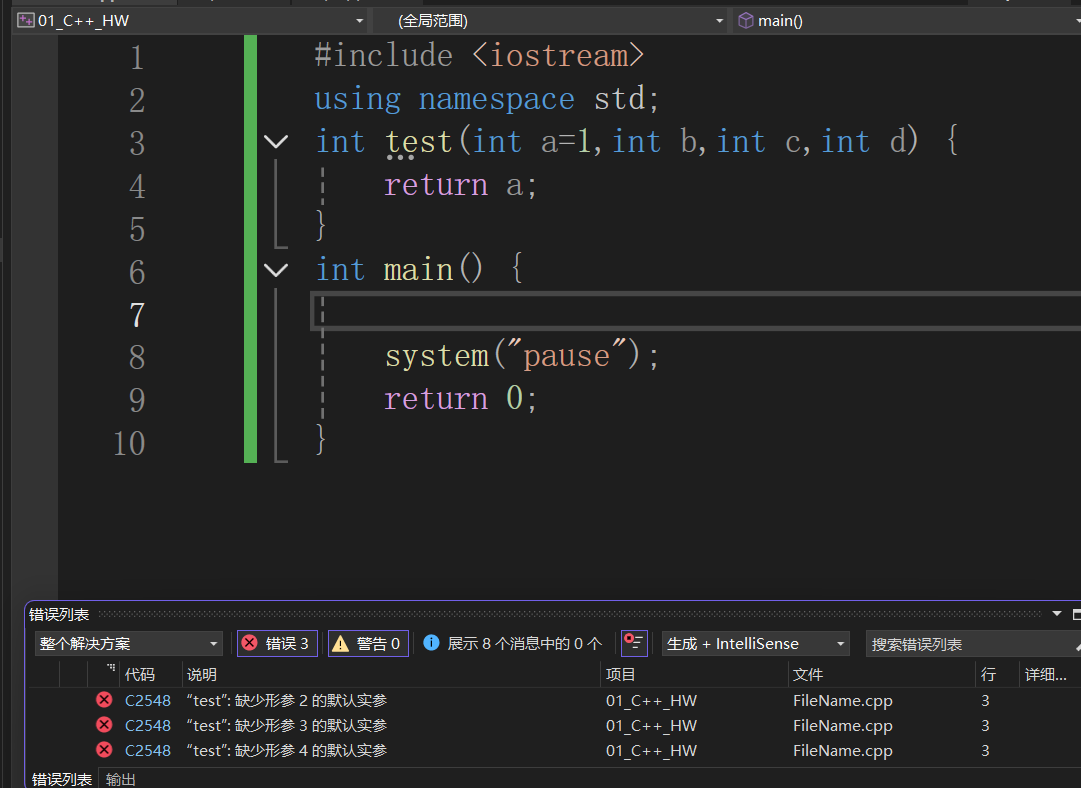 01_C++_HW (全局范围) main()
1 #include <iostream>
2 using namespace std;
3 int test(int a=1,int b,int c,int d) {
4 return a;
5 }
6 int main() {
7
8 system("pause");
9 return 0;
10 }
错误列表
整个解决方案 错误 3 警告 0 展示 8 个消息中的 0 个 生成 + IntelliSense 搜索错误列表
代码 说明 项目 文件 行 详细...
C2548 “test”: 缺少形参 2 的默认实参 01_C++_HW FileName.cpp 3
C2548 “test”: 缺少形参 3 的默认实参 01_C++_HW FileName.cpp 3
C2548 “test”: 缺少形参 4 的默认实参 01_C++_HW FileName.cpp 3
错误列表 输出